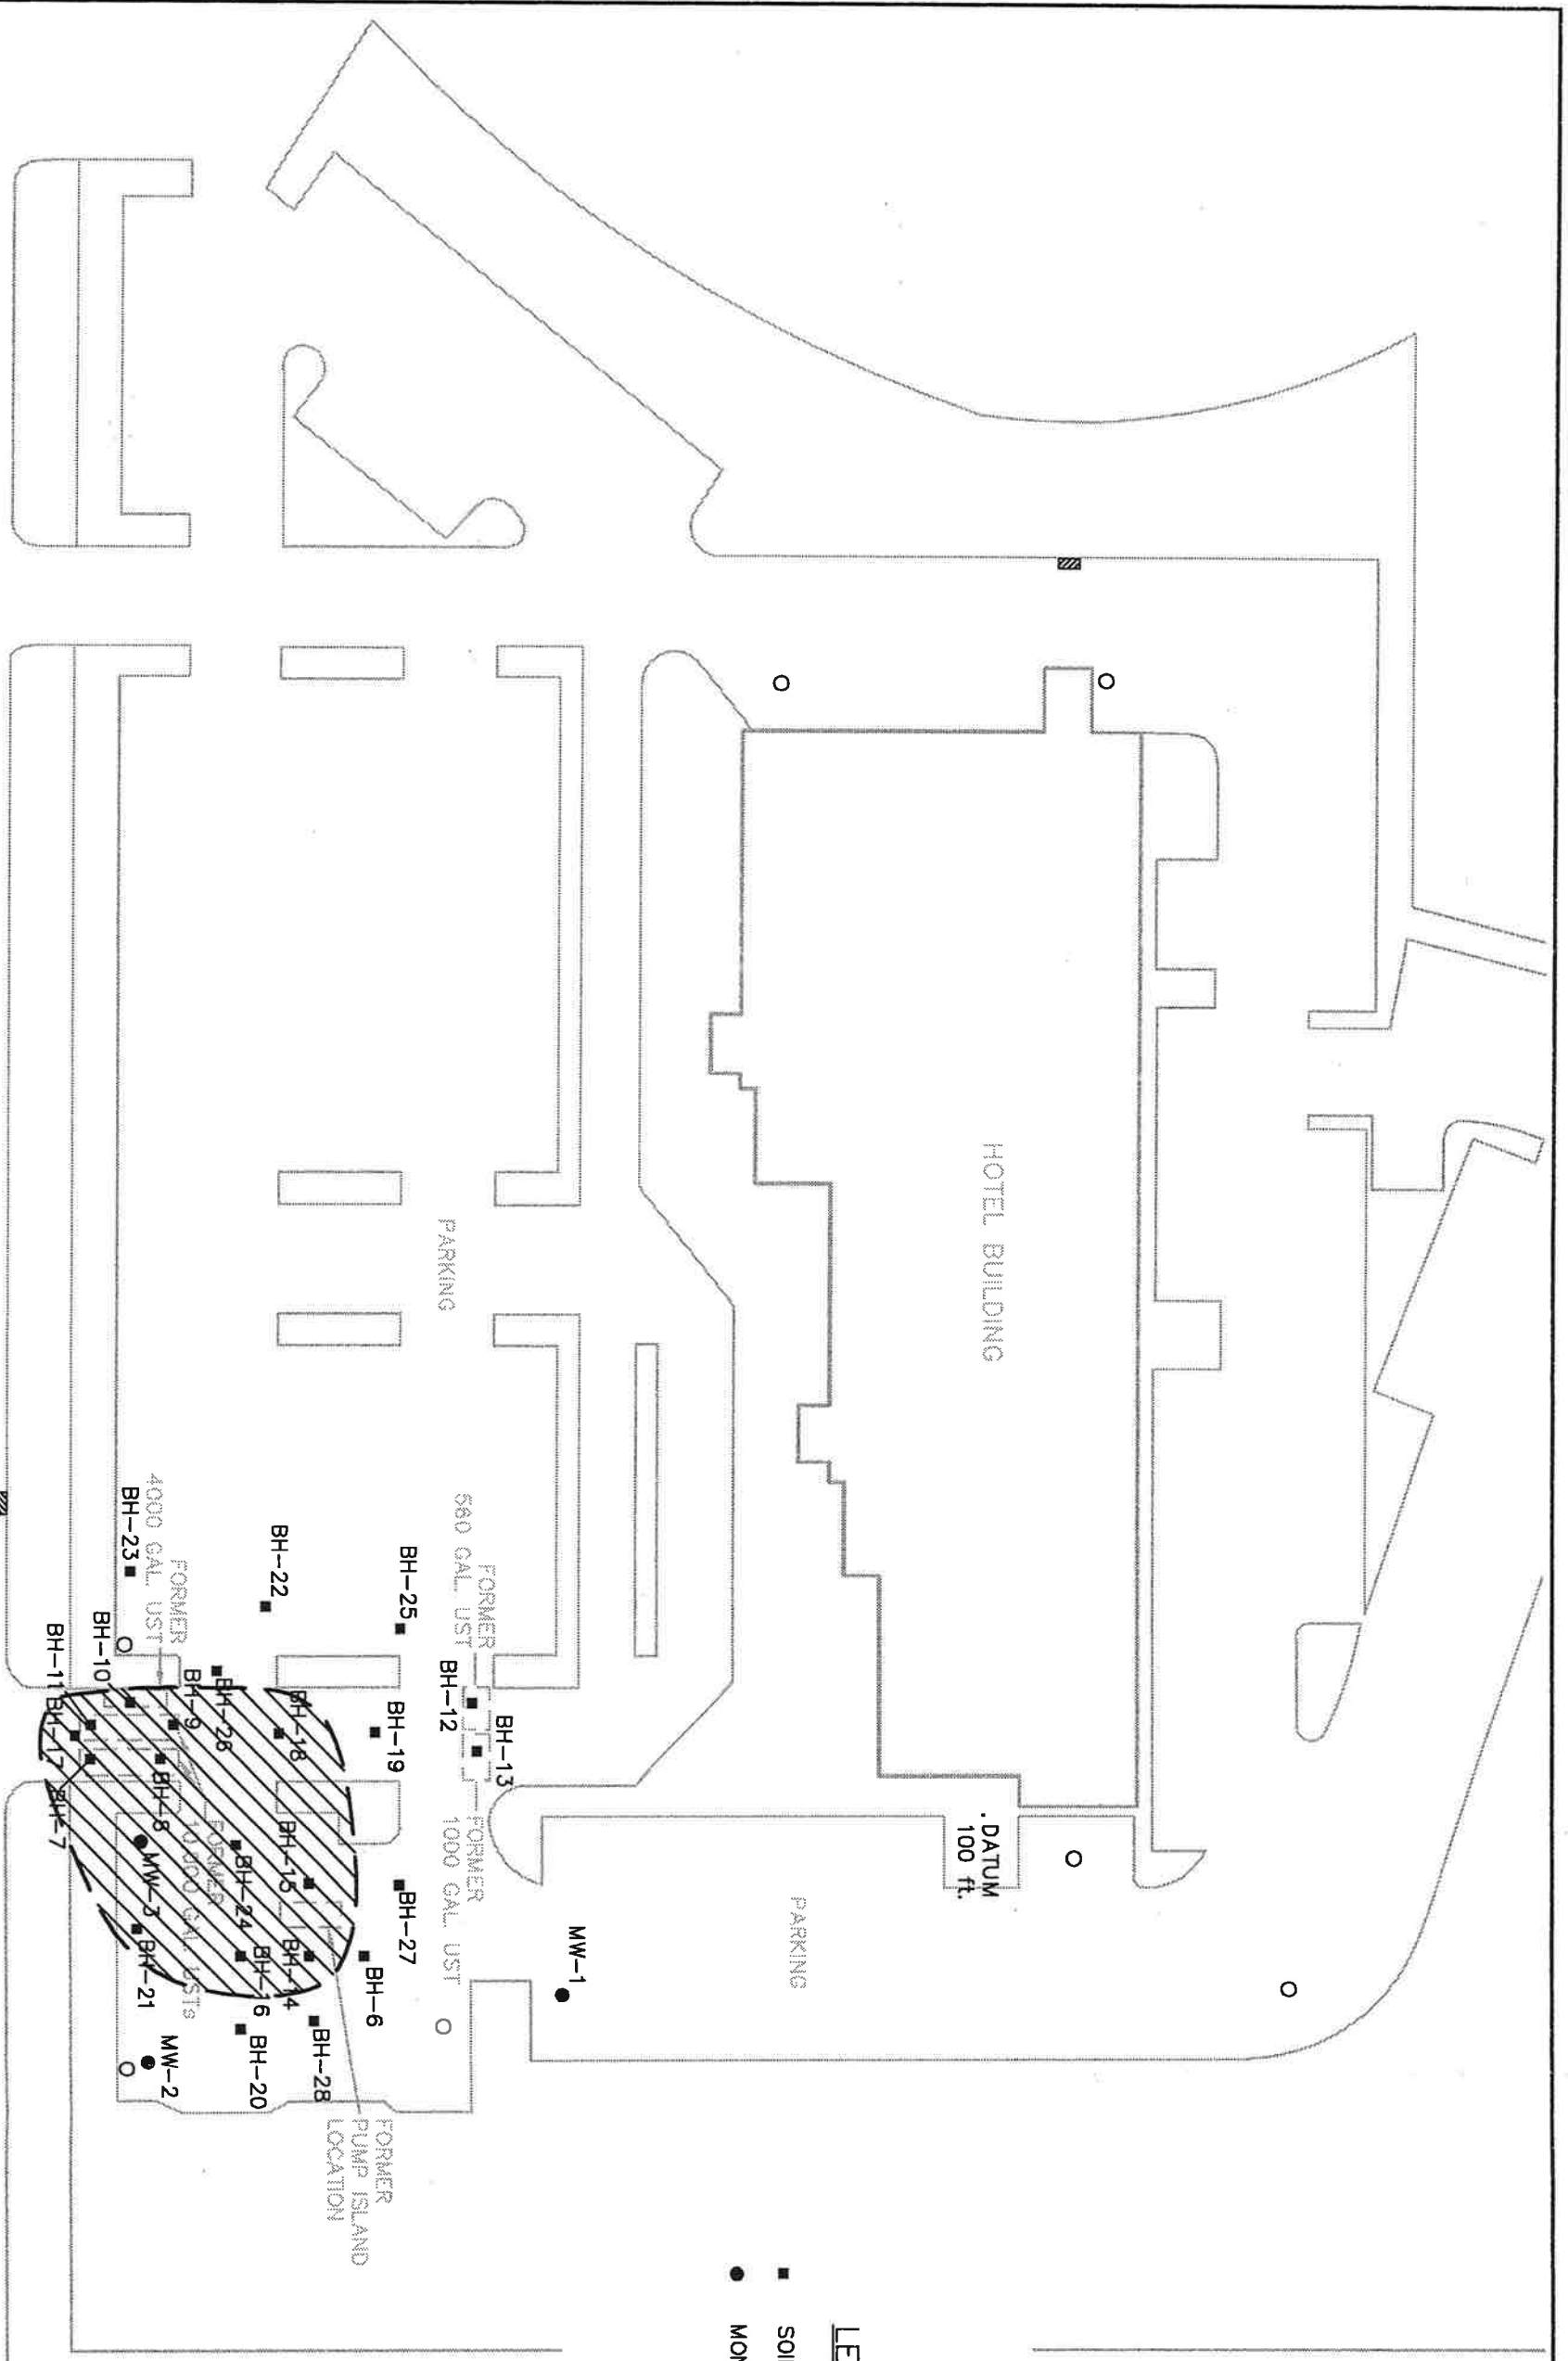 HOTEL BUILDING
PARKING
.DATUM
100 ft.
PARKING
MW-1
FORMER
560 GAL. UST
BH-12
BH-13
FORMER
1000 GAL. UST
BH-25
BH-19
BH-27
BH-6
BH-22
BH-18
BH-15
BH-14
BH-28
BH-26
BH-24
BH-16
BH-20
FORMER
4000 GAL. UST
BH-9
BH-8
FORMER
10,000 GAL. USTs
BH-23
BH-10
MW-3
BH-21
MW-2
BH-11
BH-17
BH-7
FORMER
PUMP ISLAND
LOCATION
LE
SOI
MON